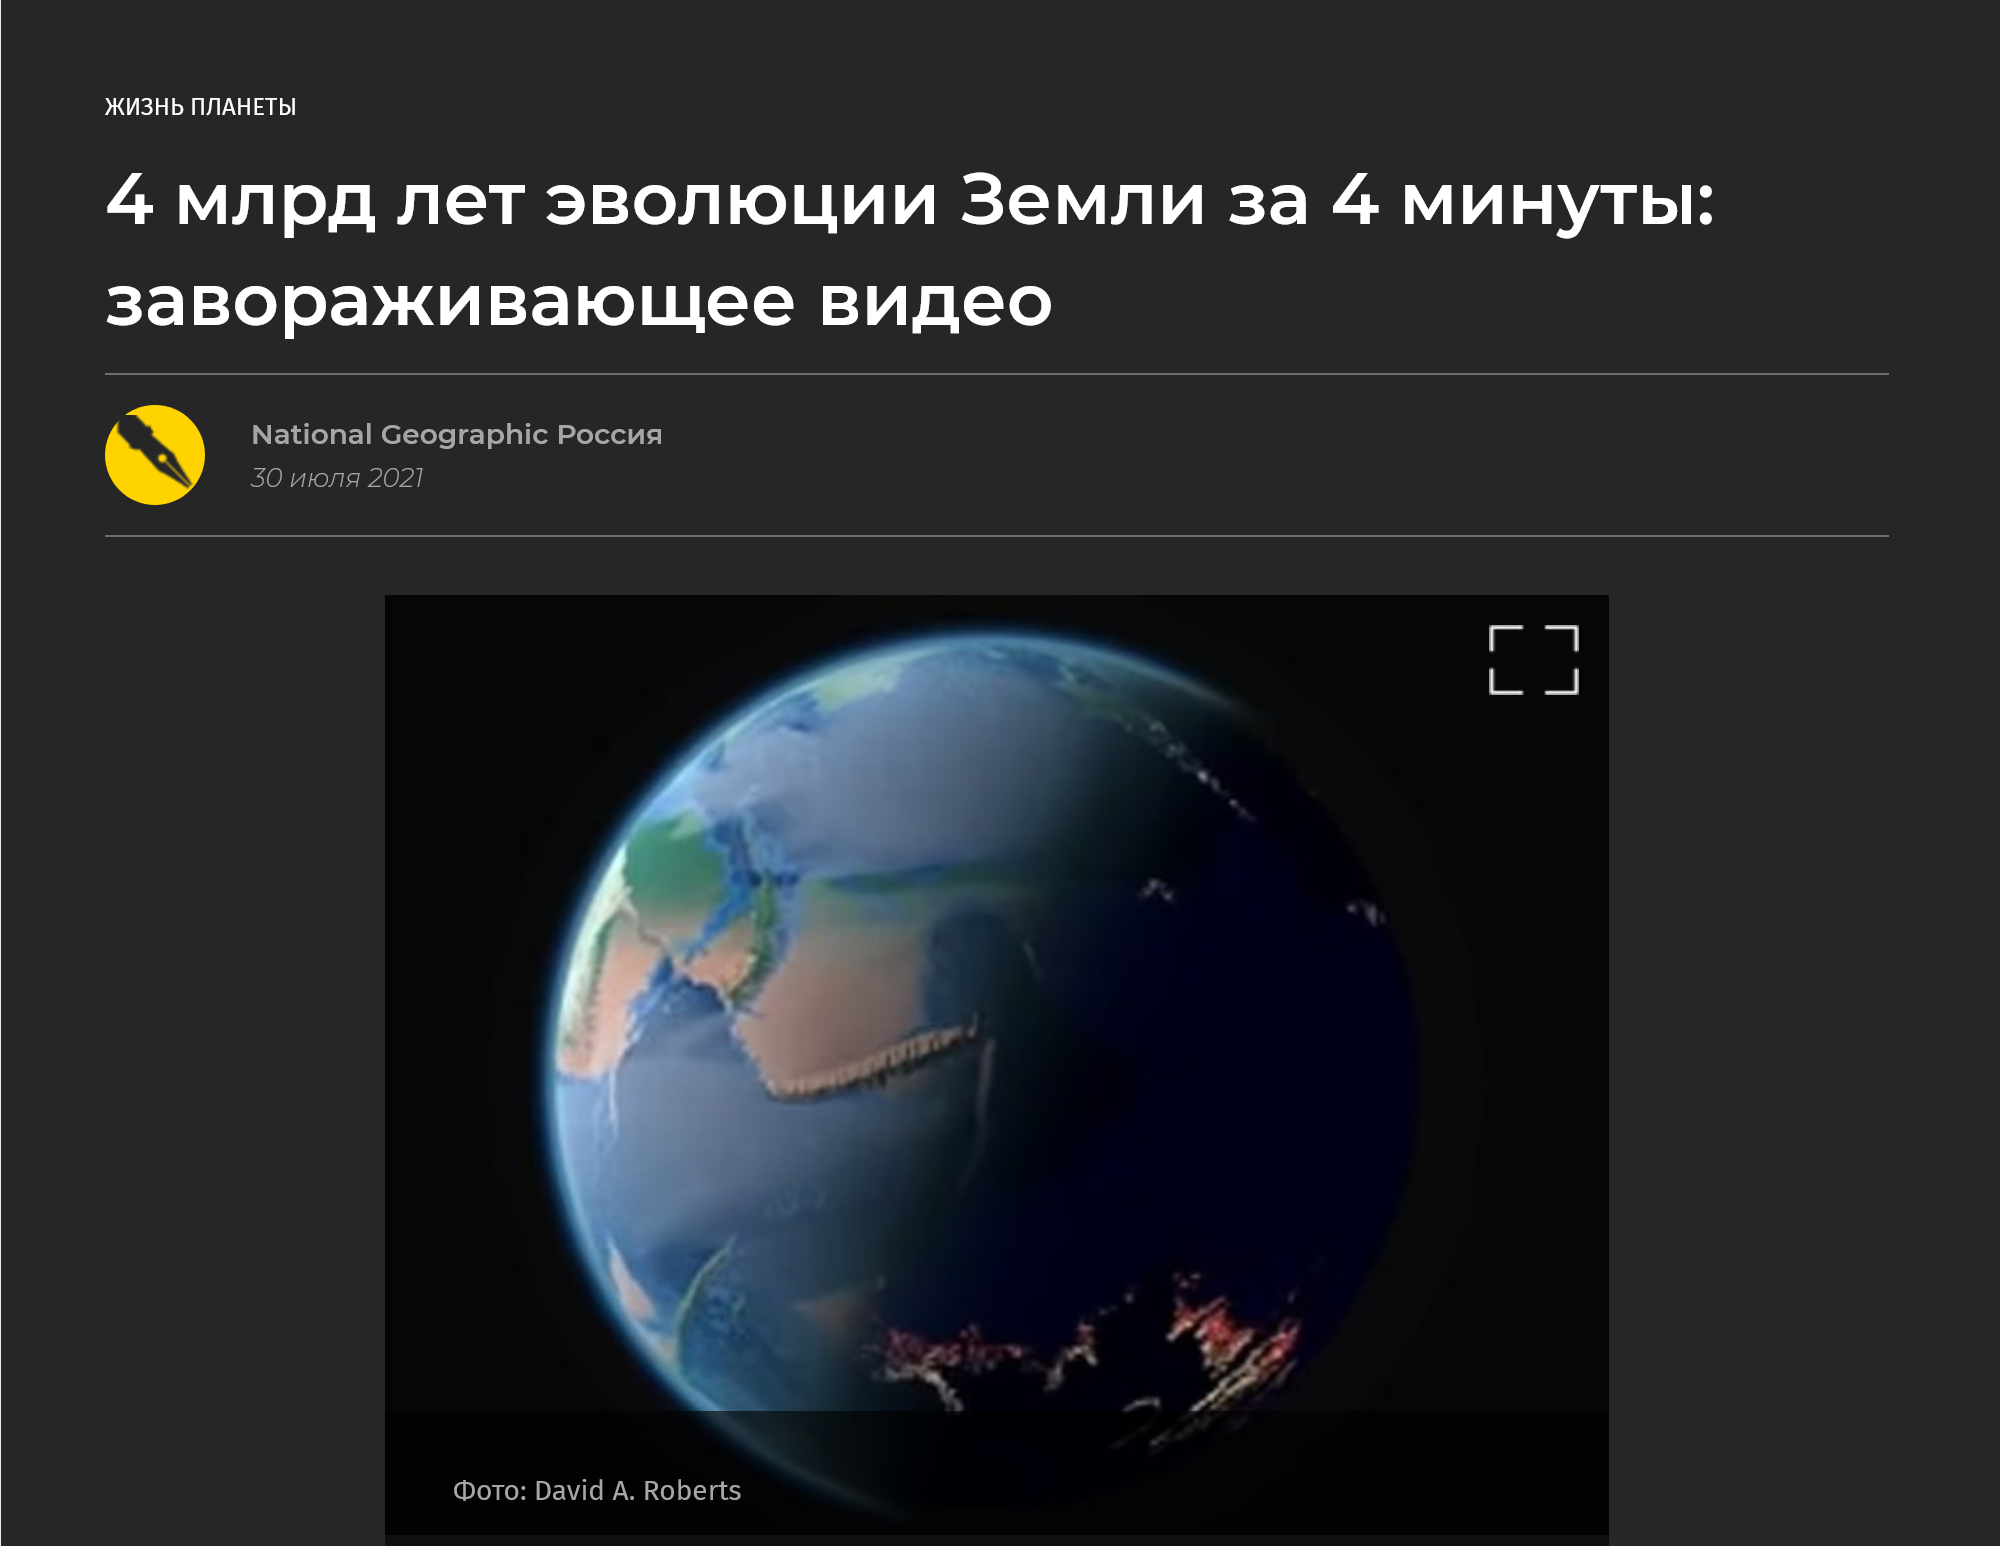 ЖИЗНЬ ПЛАНЕТЫ
4 млрд лет эволюции Земли за 4 минуты:
завораживающее видео
National Geographic Россия
30 июля 2021
Фото: David A. Roberts